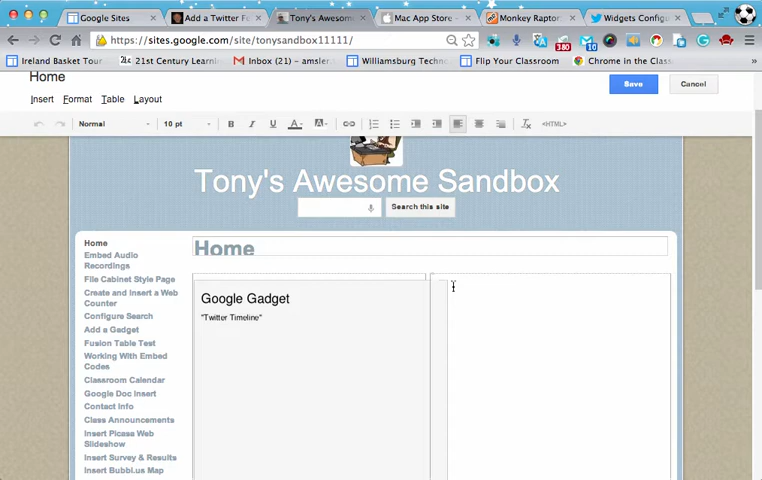 Google Sites
Add a Twitter Fe
Tony's Awesome
Mac App Store -
Monkey Raptor
Widgets Config
https://sites.google.com/site/tonysandbox11111/
380
10
Ireland Basket Tour
21st Century Learni
Inbox (21) – amsler
Williamsburg Techn
Flip Your Classroom
Chrome in the Class
Home
Save
Cancel
Insert Format Table Layout
Normal 10 pt B I U A A <HTML>
Tony's Awesome Sandbox
Search this site
Home
Embed Audio
Recordings
File Cabinet Style Page
Create and Insert a Web
Counter
Configure Search
Add a Gadget
Fusion Table Test
Working With Embed
Codes
Classroom Calendar
Google Doc Insert
Contact Info
Class Announcements
Insert Picasa Web
Slideshow
Insert Survey & Results
Insert Bubbl.us Map
Home
Google Gadget
"Twitter Timeline"